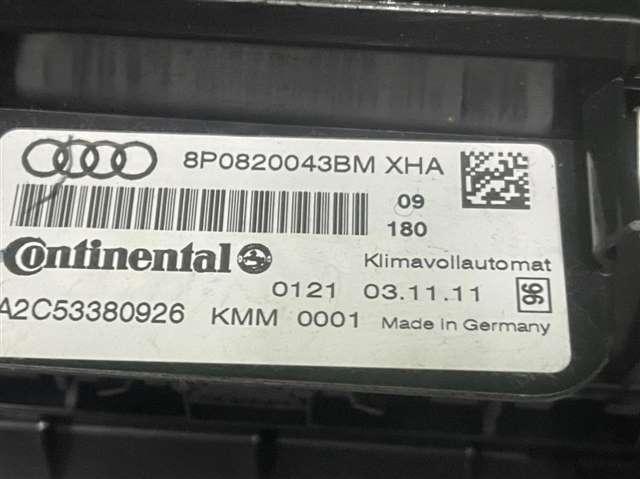 8P0820043BM XHA
09
180
Continental
Klimavollautomat
0121 03.11.11 96
A2C53380926 KMM 0001 Made in Germany